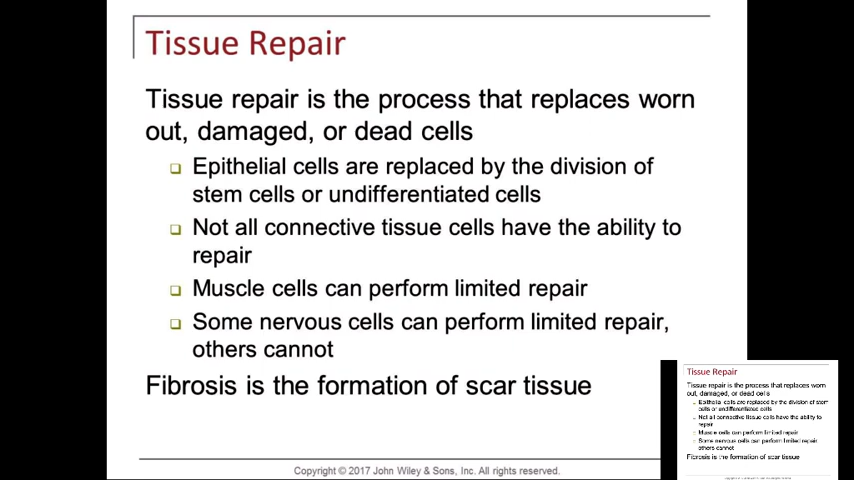 Tissue Repair
Tissue repair is the process that replaces worn
out, damaged, or dead cells
Epithelial cells are replaced by the division of
stem cells or undifferentiated cells
Not all connective tissue cells have the ability to
repair
Muscle cells can perform limited repair
Some nervous cells can perform limited repair,
others cannot
Fibrosis is the formation of scar tissue
Copyright © 2017 John Wiley & Sons, Inc. All rights reserved.
Tissue Repair
Tissue repair is the process that replaces worn
out, damaged, or dead cells
Epithelial cells are replaced by the division of stem
cells or undifferentiated cells
Not all connective tissue cells have the ability to
repair
Muscle cells can perform limited repair
Some nervous cells can perform limited repair,
others cannot
Fibrosis is the formation of scar tissue